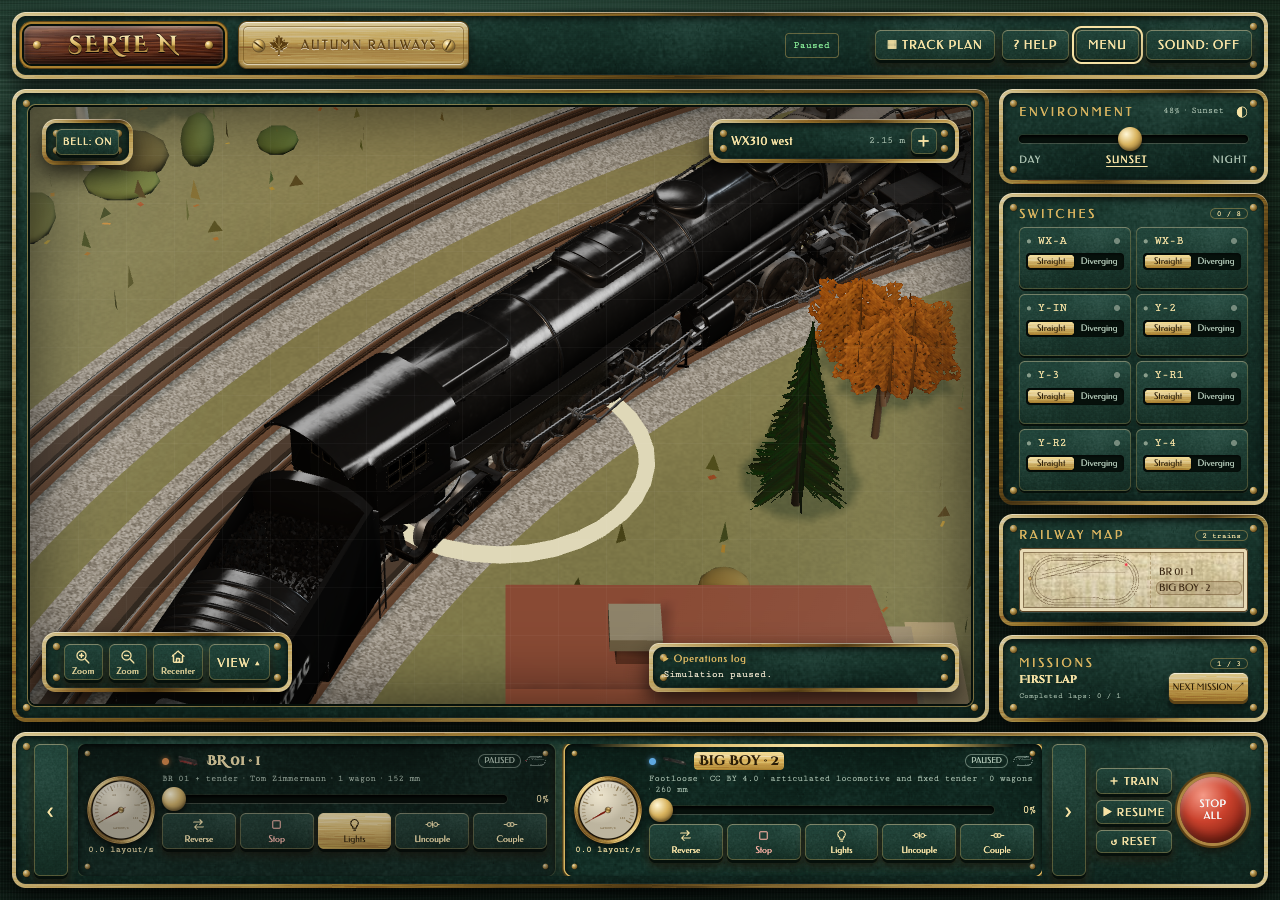 SERIE N
AUTUMN RAILWAYS
Paused
TRACK PLAN
? HELP
MENU
SOUND: OFF
BELL: ON
WX310 west
2.15 m
+
Zoom
Zoom
Recenter
VIEW
Operations log
Simulation paused.
ENVIRONMENT
48% · Sunset
DAY
SUNSET
NIGHT
SWITCHES
0 / 8
WX-A
Straight Diverging
WX-B
Straight Diverging
Y-IN
Straight Diverging
Y-2
Straight Diverging
Y-3
Straight Diverging
Y-R1
Straight Diverging
Y-R2
Straight Diverging
Y-4
Straight Diverging
RAILWAY MAP
2 trains
BR 01 · 1
BIG BOY · 2
MISSIONS
1 / 3
FIRST LAP
Completed laps: 0 / 1
NEXT MISSION
BR 01 · 1
PAUSED
BR 01 + tender · Tom Zimmermann · 1 wagon · 152 mm
0%
0.0 layout/s
Reverse
Stop
Lights
Uncouple
Couple
BIG BOY · 2
PAUSED
Footloose · CC BY 4.0 · articulated locomotive and fixed tender · 0 wagons
· 260 mm
0%
0.0 layout/s
Reverse
Stop
Lights
Uncouple
Couple
+ TRAIN
RESUME
RESET
STOP
ALL